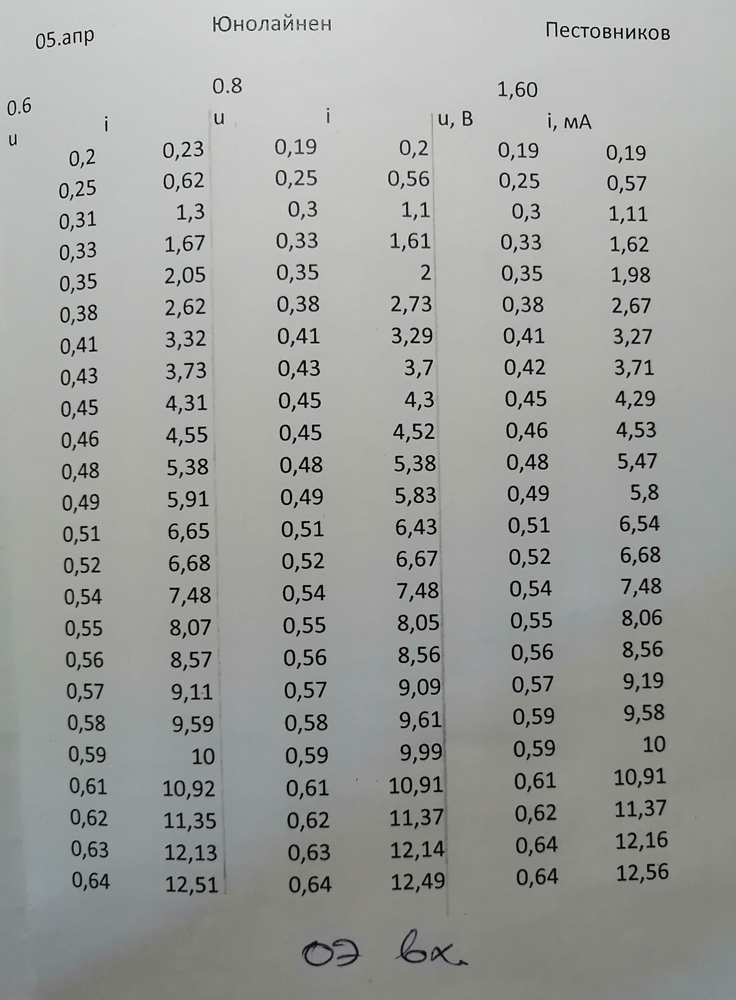 05.апр Юнолайнен Пестовников
0.6 0.8 1,60
u i u i u, В i, мА
0,2 0,23 0,19 0,2 0,19 0,19
0,25 0,62 0,25 0,56 0,25 0,57
0,31 1,3 0,3 1,1 0,3 1,11
0,33 1,67 0,33 1,61 0,33 1,62
0,35 2,05 0,35 2 0,35 1,98
0,38 2,62 0,38 2,73 0,38 2,67
0,41 3,32 0,41 3,29 0,41 3,27
0,43 3,73 0,43 3,7 0,42 3,71
0,45 4,31 0,45 4,3 0,45 4,29
0,46 4,55 0,45 4,52 0,46 4,53
0,48 5,38 0,48 5,38 0,48 5,47
0,49 5,91 0,49 5,83 0,49 5,8
0,51 6,65 0,51 6,43 0,51 6,54
0,52 6,68 0,52 6,67 0,52 6,68
0,54 7,48 0,54 7,48 0,54 7,48
0,55 8,07 0,55 8,05 0,55 8,06
0,56 8,57 0,56 8,56 0,56 8,56
0,57 9,11 0,57 9,09 0,57 9,19
0,58 9,59 0,58 9,61 0,59 9,58
0,59 10 0,59 9,99 0,59 10
0,61 10,92 0,61 10,91 0,61 10,91
0,62 11,35 0,62 11,37 0,62 11,37
0,63 12,13 0,63 12,14 0,64 12,16
0,64 12,51 0,64 12,49 0,64 12,56
ОЭ вх.